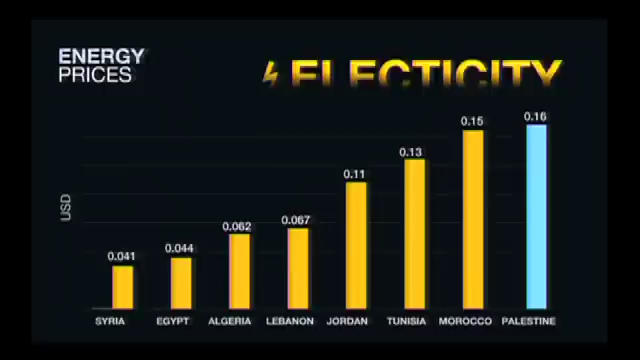 ENERGY
PRICES
ELECTICITY
USD
0.041
0.044
0.062
0.067
0.11
0.13
0.15
0.16
SYRIA
EGYPT
ALGERIA
LEBANON
JORDAN
TUNISIA
MOROCCO
PALESTINE